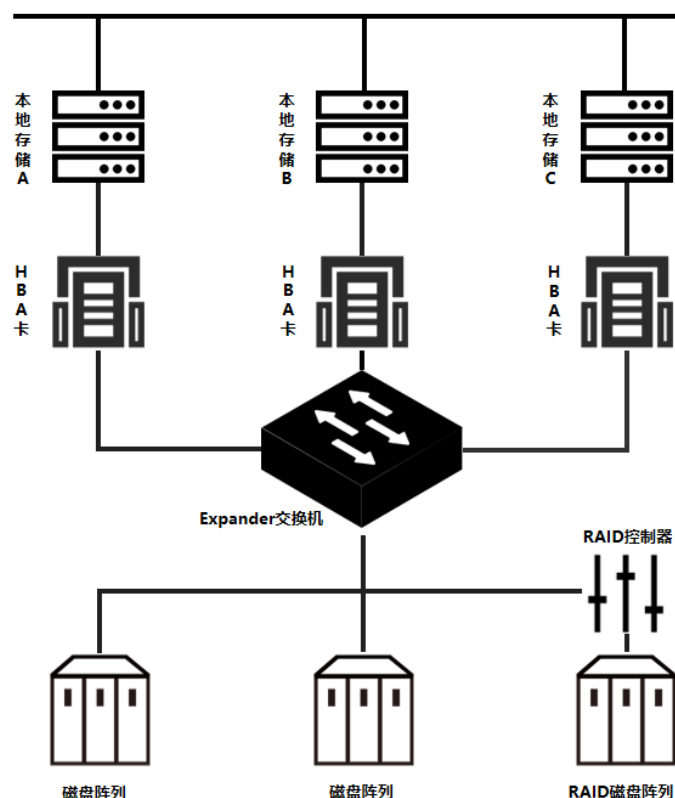 本地存储A
本地存储B
本地存储C
HBA卡
HBA卡
HBA卡
Expander交换机
RAID控制器
磁盘阵列
磁盘阵列
RAID磁盘阵列